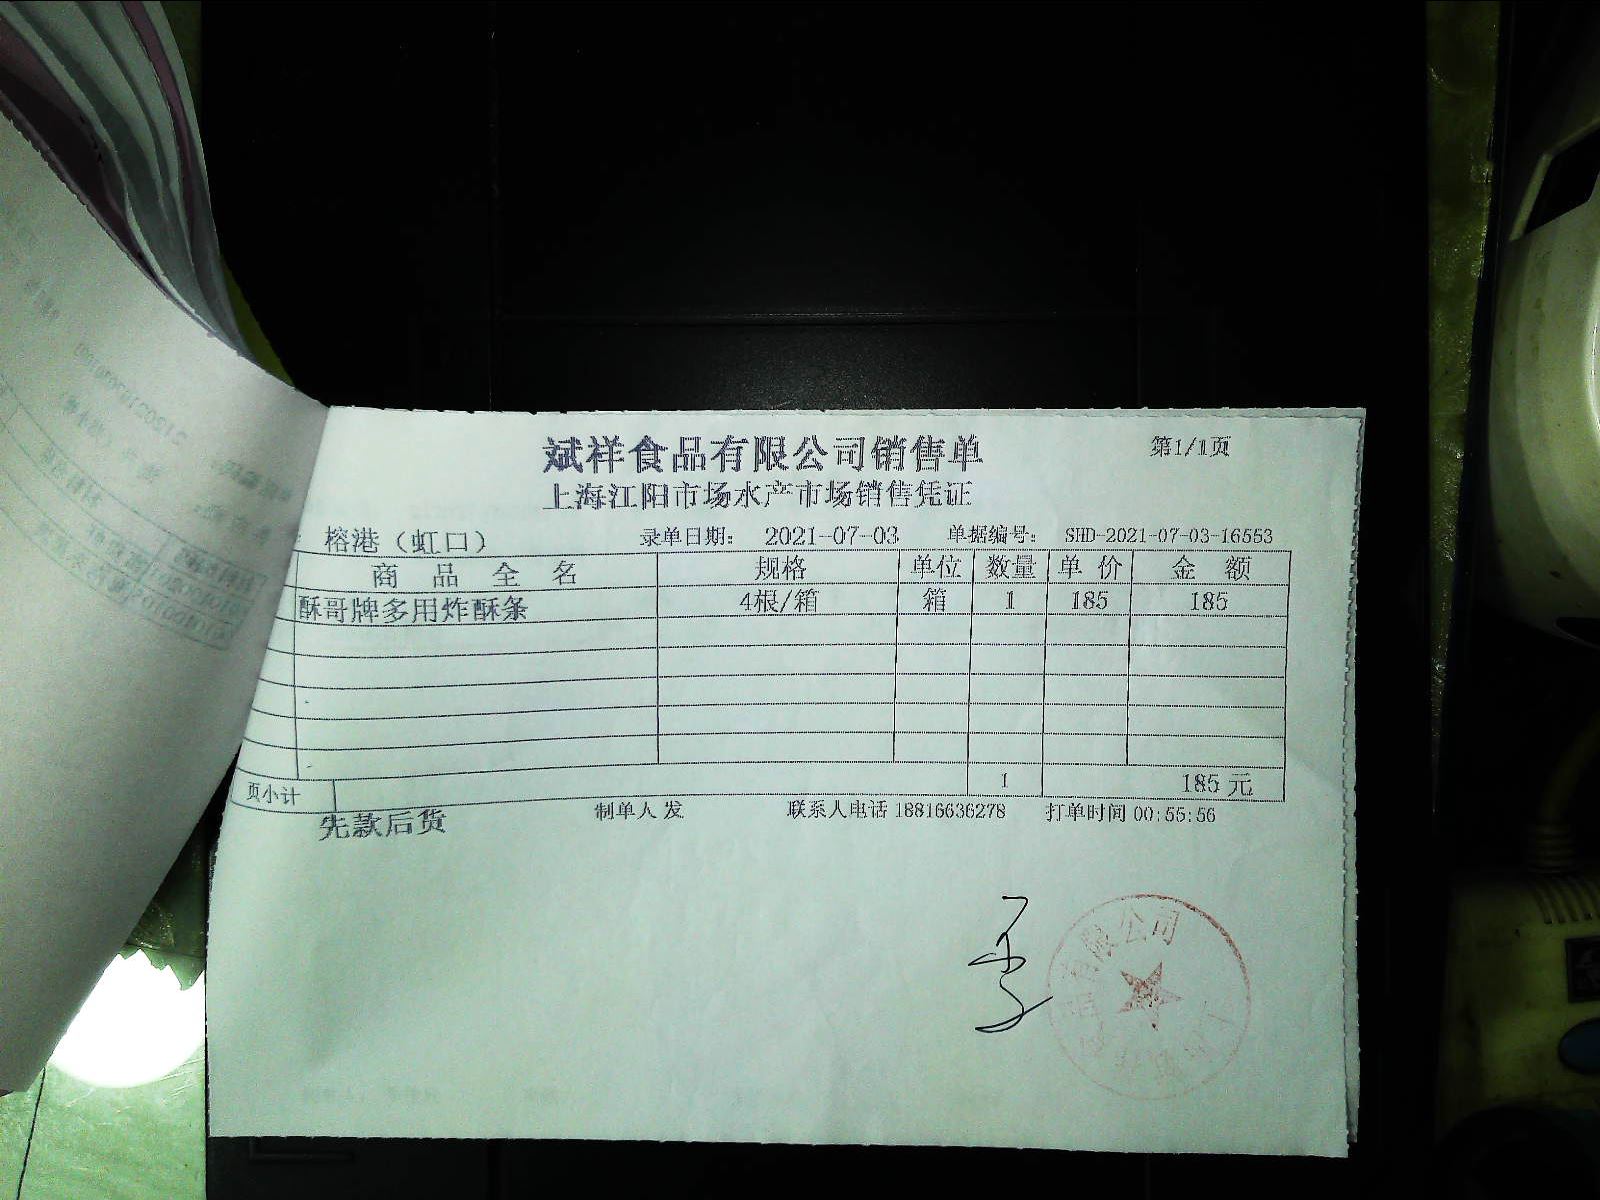 斌祥食品有限公司销售单
第1/1页
上海江阳市场水产市场销售凭证
榕港（虹口） 录单日期： 2021-07-03 单据编号： SHD-2021-07-03-16553
商品全名 规格 单位 数量 单价 金额
酥哥牌多用炸酥条 4根/箱 箱 1 185 185
页小计 1 185元
先款后货 制单人 发 联系人电话 18816636278 打单时间 00:55:56
有限公司